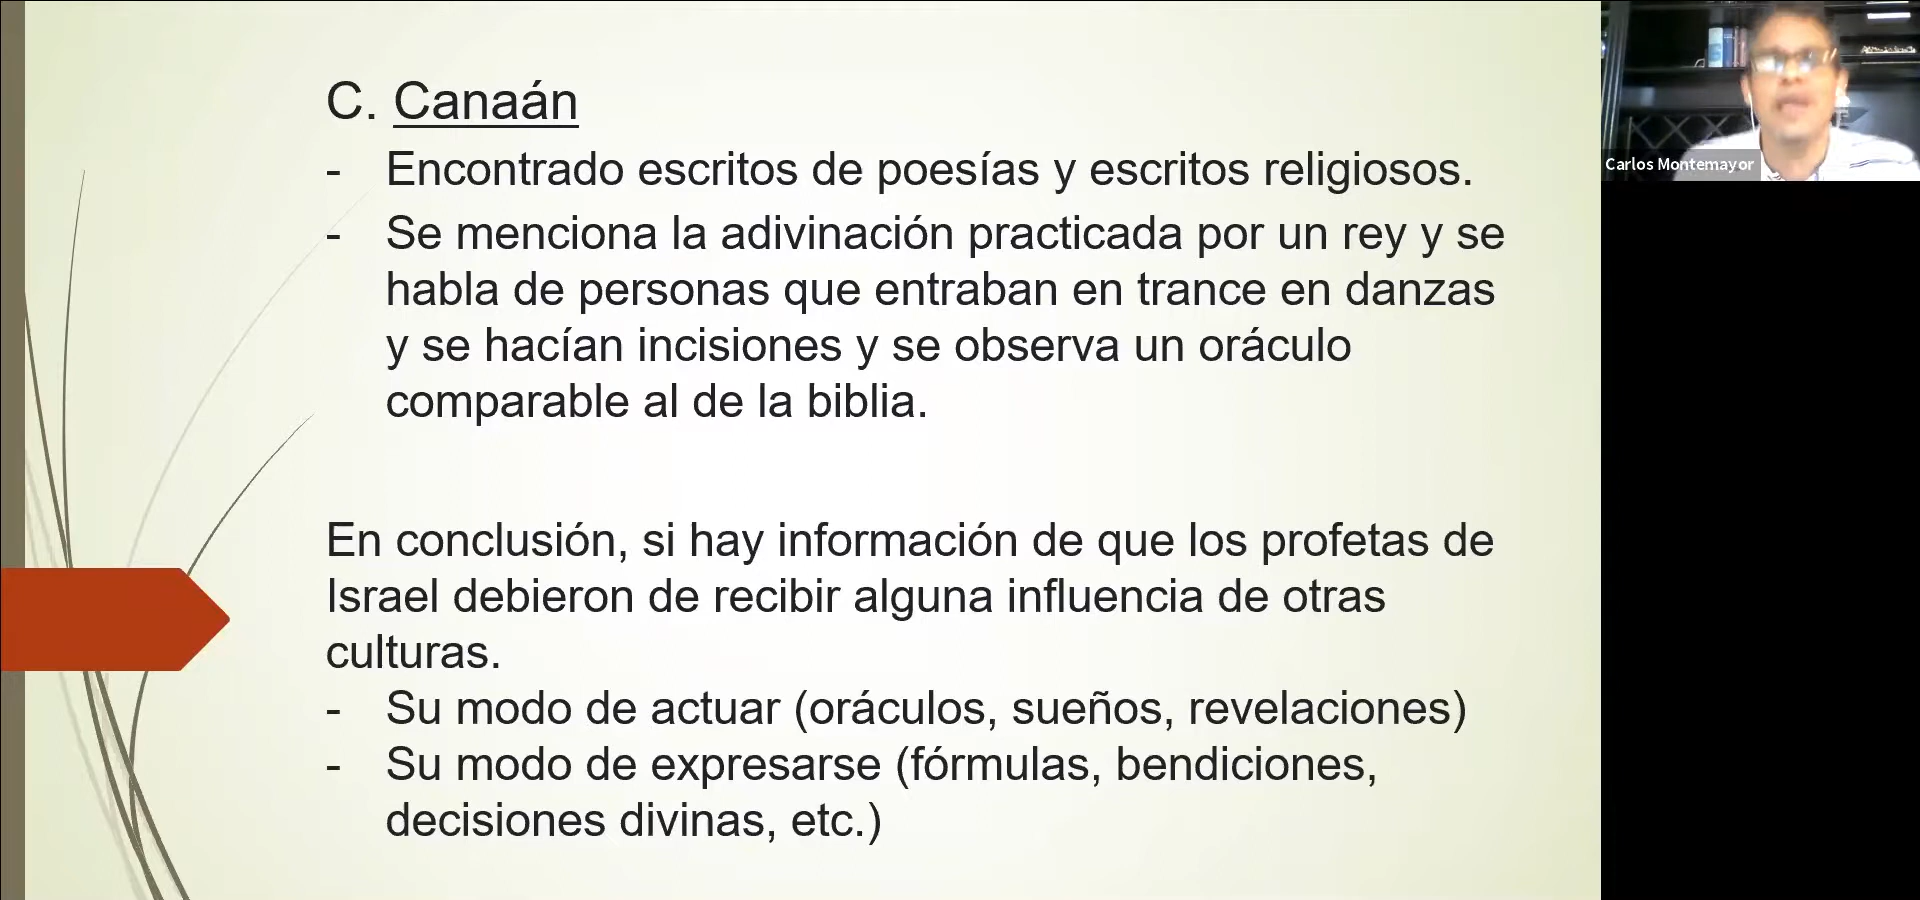 C. Canaán
- Encontrado escritos de poesías y escritos religiosos.
- Se menciona la adivinación practicada por un rey y se
habla de personas que entraban en trance en danzas
y se hacían incisiones y se observa un oráculo
comparable al de la biblia.
En conclusión, si hay información de que los profetas de
Israel debieron de recibir alguna influencia de otras
culturas.
- Su modo de actuar (oráculos, sueños, revelaciones)
- Su modo de expresarse (fórmulas, bendiciones,
decisiones divinas, etc.)
Carlos Montemayor